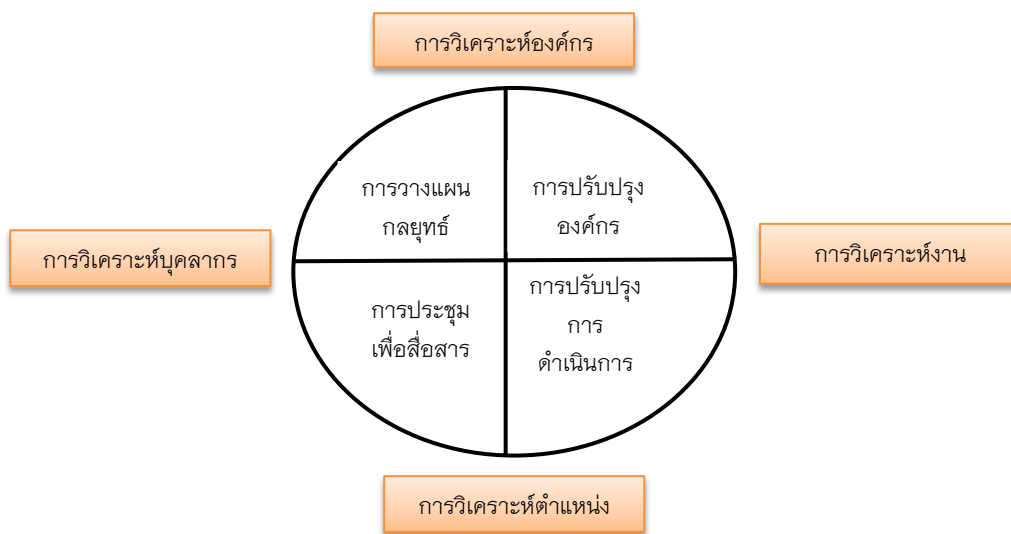 การวิเคราะห์องค์กร
การวางแผน
กลยุทธ์
การปรับปรุง
องค์กร
การวิเคราะห์บุคลากร
การวิเคราะห์งาน
การประชุม
เพื่อสื่อสาร
การปรับปรุง
การ
ดำเนินการ
การวิเคราะห์ตำแหน่ง